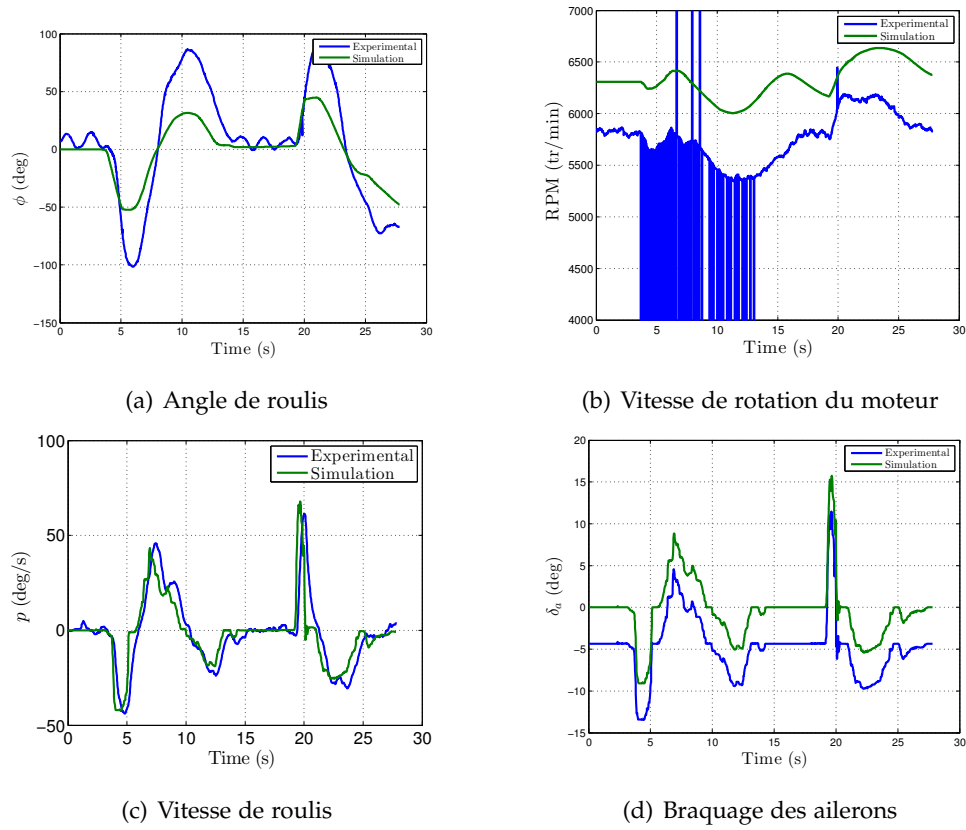 100
50
0
−50
−100
−150
ϕ (deg)
Experimental
Simulation
0 5 10 15 20 25 30
Time (s)
(a) Angle de roulis
7000
6500
6000
5500
5000
4500
4000
RPM (tr/min)
Experimental
Simulation
0 5 10 15 20 25 30
Time (s)
(b) Vitesse de rotation du moteur
100
50
0
−50
p (deg/s)
Experimental
Simulation
0 5 10 15 20 25 30
Time (s)
(c) Vitesse de roulis
20
15
10
5
0
−5
−10
−15
δa (deg)
Experimental
Simulation
0 5 10 15 20 25 30
Time (s)
(d) Braquage des ailerons